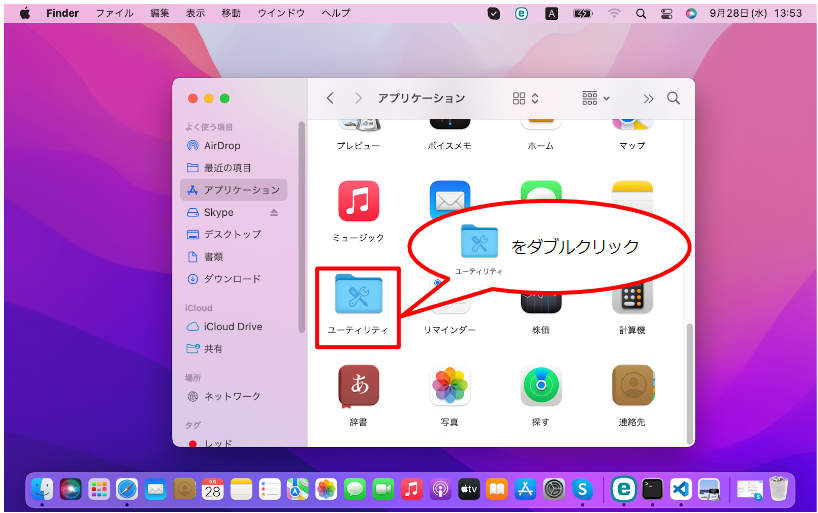 Finder ファイル 編集 表示 移動 ウインドウ ヘルプ A 9月28日(水) 13:53
アプリケーション
よく使う項目
AirDrop
最近の項目
アプリケーション
Skype
デスクトップ
書類
ダウンロード
iCloud
iCloud Drive
共有
場所
ネットワーク
タグ
レッド
プレビュー ボイスメモ ホーム マップ
ミュージック
ユーティリティ をダブルクリック
ユーティリティ リマインダー 株価 計算機
あ
辞書 写真 探す 連絡先
28
tv